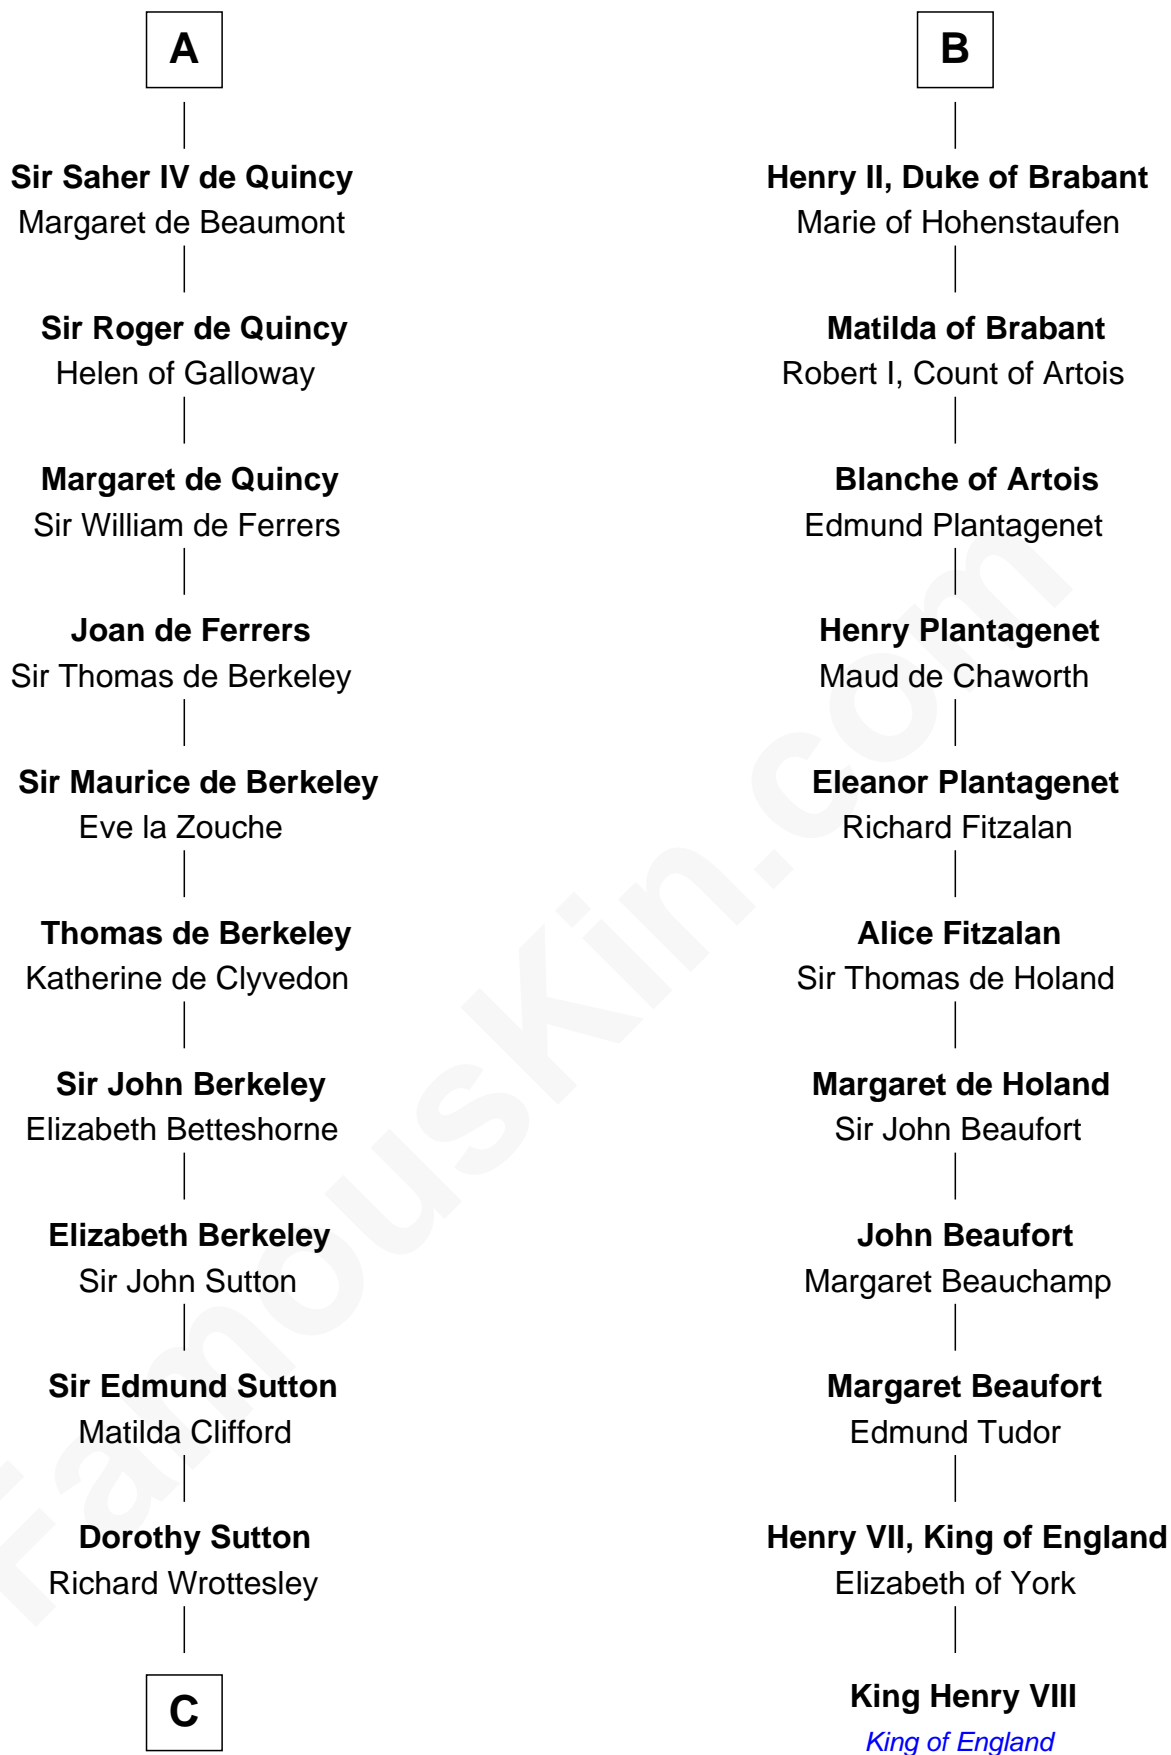 A
Sir Saher IV de Quincy
Margaret de Beaumont
Sir Roger de Quincy
Helen of Galloway
Margaret de Quincy
Sir William de Ferrers
Joan de Ferrers
Sir Thomas de Berkeley
Sir Maurice de Berkeley
Eve la Zouche
Thomas de Berkeley
Katherine de Clyvedon
Sir John Berkeley
Elizabeth Betteshorne
Elizabeth Berkeley
Sir John Sutton
Sir Edmund Sutton
Matilda Clifford
Dorothy Sutton
Richard Wrottesley
C
B
Henry II, Duke of Brabant
Marie of Hohenstaufen
Matilda of Brabant
Robert I, Count of Artois
Blanche of Artois
Edmund Plantagenet
Henry Plantagenet
Maud de Chaworth
Eleanor Plantagenet
Richard Fitzalan
Alice Fitzalan
Sir Thomas de Holand
Margaret de Holand
Sir John Beaufort
John Beaufort
Margaret Beauchamp
Margaret Beaufort
Edmund Tudor
Henry VII, King of England
Elizabeth of York
King Henry VIII
King of England
FamousKin.com